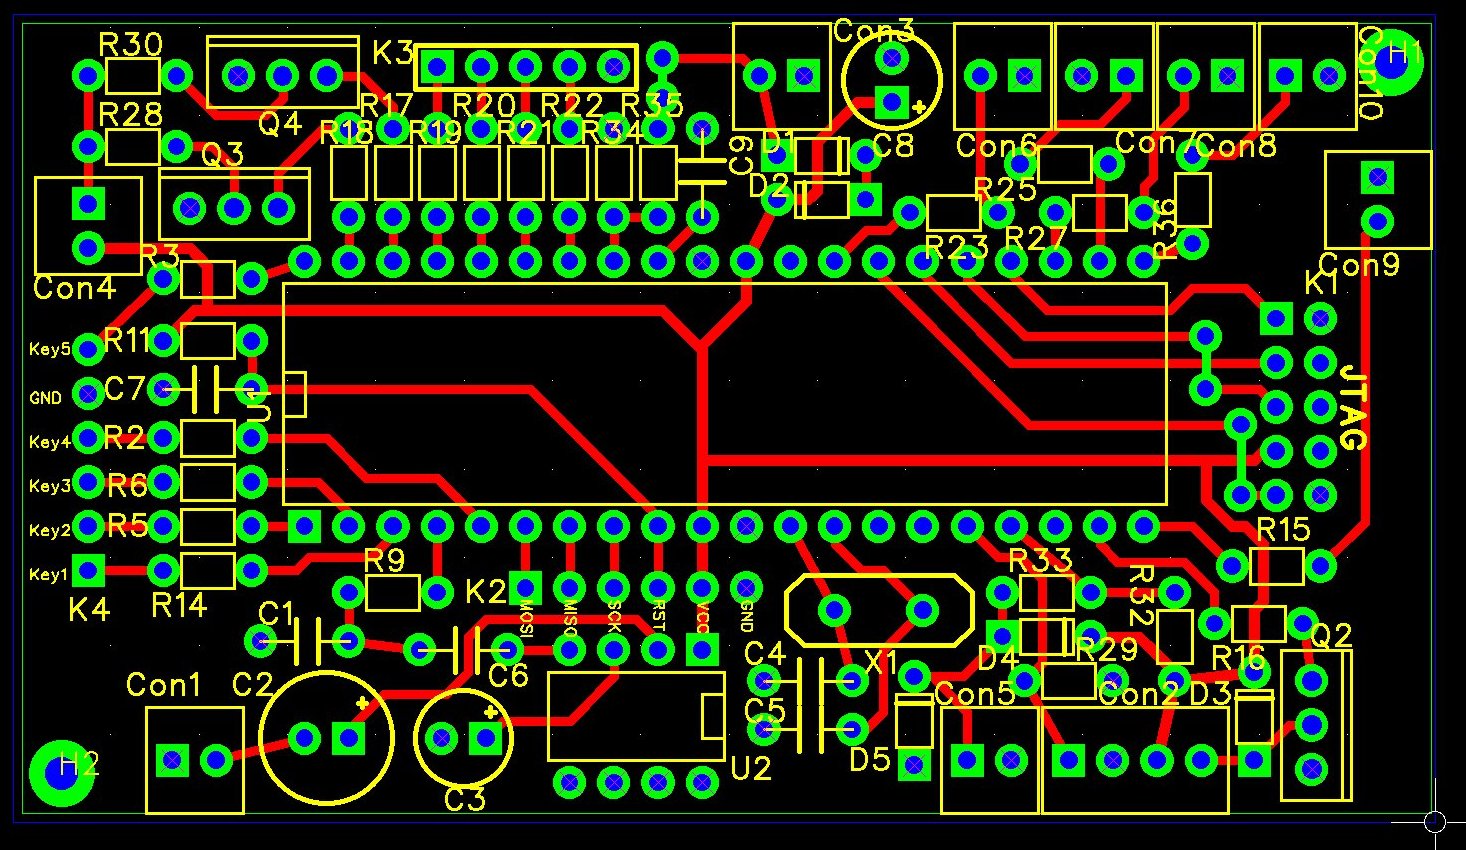 R30
K3
Con3
H1
Con10
R17
R20
R22
R35
R28
Q4
R18
R19
R21
R34
D1
C8
Con6
Con7
Con8
Q3
C9
D2
R25
R36
R3
R23
R27
Con9
Con4
K1
Key5
R11
GND
C7
U1
JTAG
Key4
R2
Key3
R6
Key2
R5
R15
Key1
K4
R14
R9
K2
MOSI
MISO
SCK
RST
VCC
GND
R33
R32
C1
C6
C4
X1
D4
R29
R16
Q2
Con1
C2
C5
Con5
Con2
D3
H2
C3
U2
D5